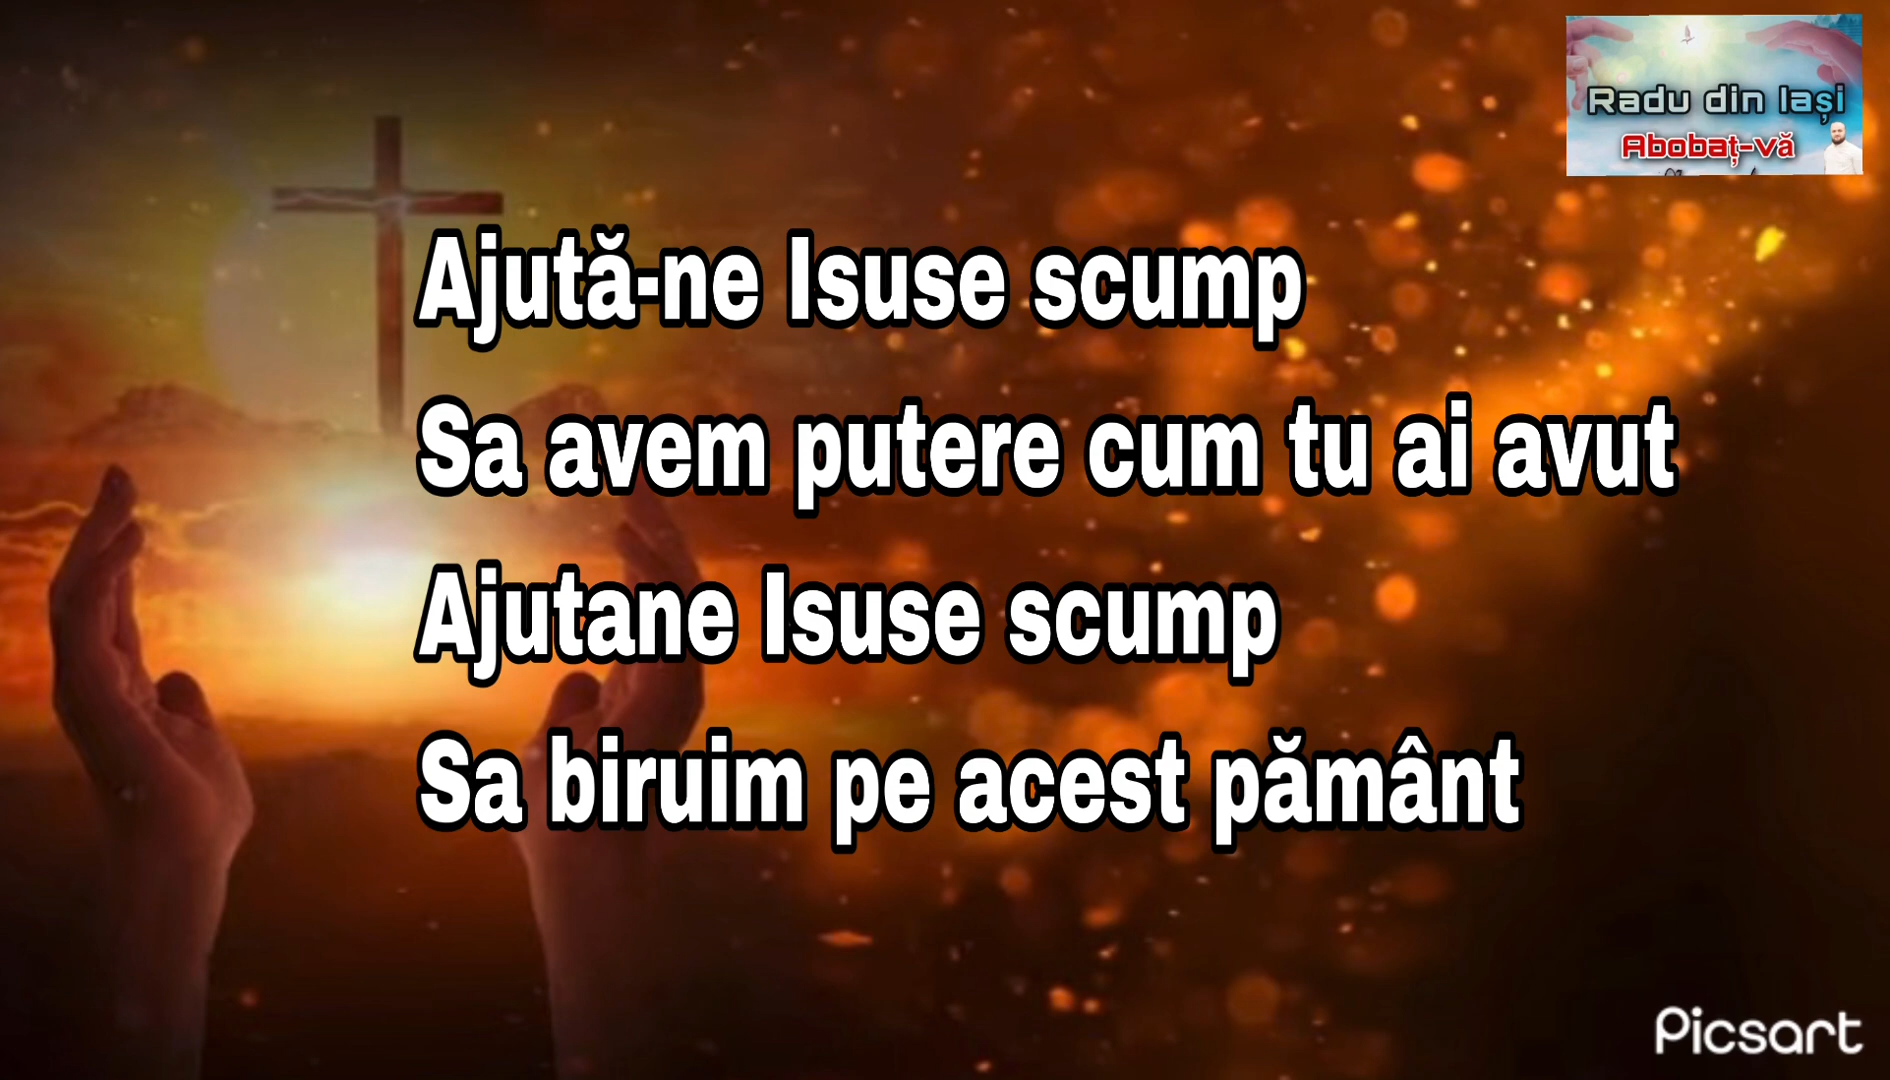 Radu din Iași
Abobaț-vă
Ajută-ne Isuse scump
Sa avem putere cum tu ai avut
Ajutane Isuse scump
Sa biruim pe acest pământ
Picsart